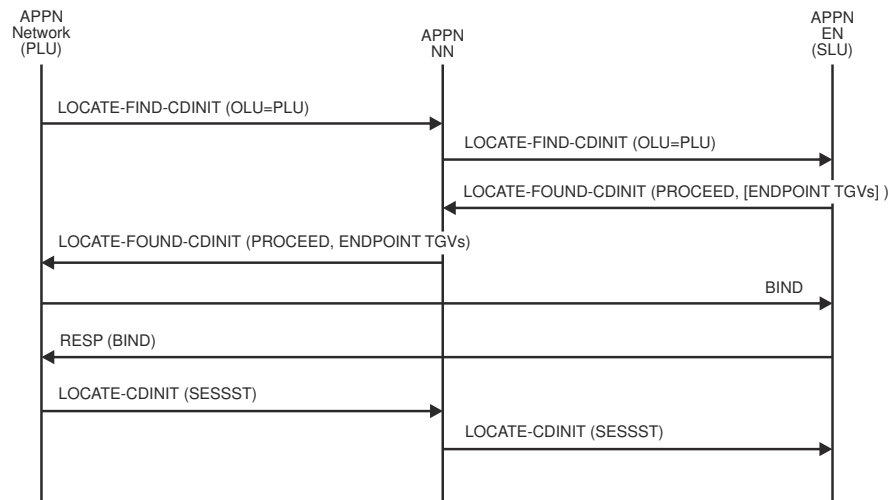 APPN
Network
(PLU)
APPN
NN
APPN
EN
(SLU)
LOCATE-FIND-CDINIT (OLU=PLU)
LOCATE-FIND-CDINIT (OLU=PLU)
LOCATE-FOUND-CDINIT (PROCEED, [ENDPOINT TGVs] )
LOCATE-FOUND-CDINIT (PROCEED, ENDPOINT TGVs)
BIND
RESP (BIND)
LOCATE-CDINIT (SESSST)
LOCATE-CDINIT (SESSST)